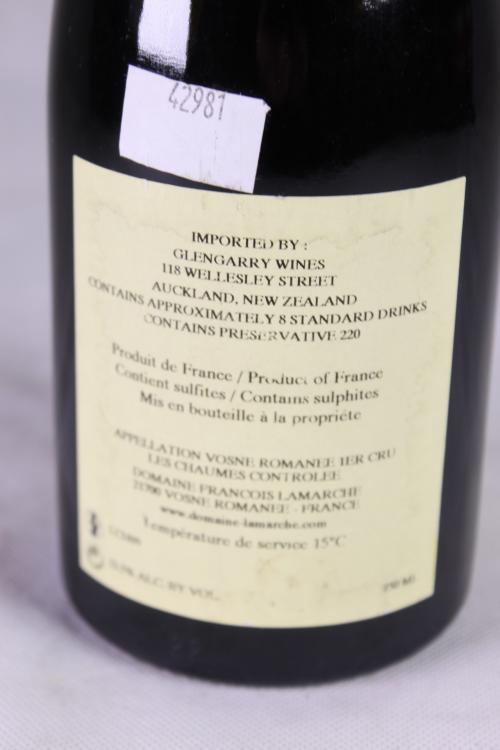 42981
IMPORTED BY :
GLENGARRY WINES
118 WELLESLEY STREET
AUCKLAND, NEW ZEALAND
CONTAINS APPROXIMATELY 8 STANDARD DRINKS
CONTAINS PRESERVATIVE 220
Produit de France / Product of France
Contient sulfites / Contains sulphites
Mis en bouteille à la propriéte
APPELLATION VOSNE ROMANEE 1ER CRU
LES CHAUMES CONTROLEE
DOMAINE FRANCOIS LAMARCHE
21700 VOSNE ROMANEE - FRANCE
www.domaine-lamarche.com
Température de service 15°C
ALC. BY VOL.
750 ML